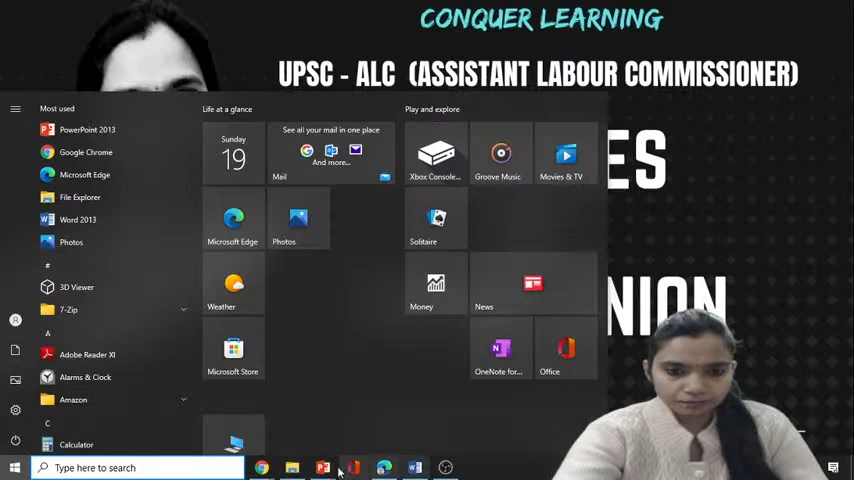 CONQUER LEARNING
UPSC - ALC (ASSISTANT LABOUR COMMISSIONER)
ES
NION
Most used
PowerPoint 2013
Google Chrome
Microsoft Edge
File Explorer
Word 2013
Photos
#
3D Viewer
7-Zip
A
Adobe Reader XI
Alarms & Clock
Amazon
C
Calculator
Life at a glance
Sunday
19
See all your mail in one place
And more...
Mail
Microsoft Edge
Photos
Weather
Microsoft Store
Play and explore
Xbox Console...
Groove Music
Movies & TV
Solitaire
Money
News
OneNote for...
Office
Type here to search